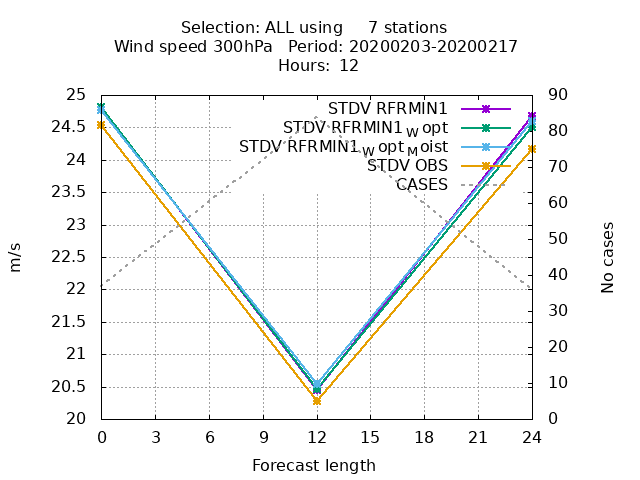 Selection: ALL using     7 stations
Wind speed 300hPa   Period: 20200203-20200217
Hours: 12
STDV RFRMIN1
STDV RFRMIN1_W opt
STDV RFRMIN1_W opt_M oist
STDV OBS
CASES
25
24.5
24
23.5
23
22.5
22
21.5
21
20.5
20
m/s
90
80
70
60
50
40
30
20
10
0
No cases
0 3 6 9 12 15 18 21 24
Forecast length